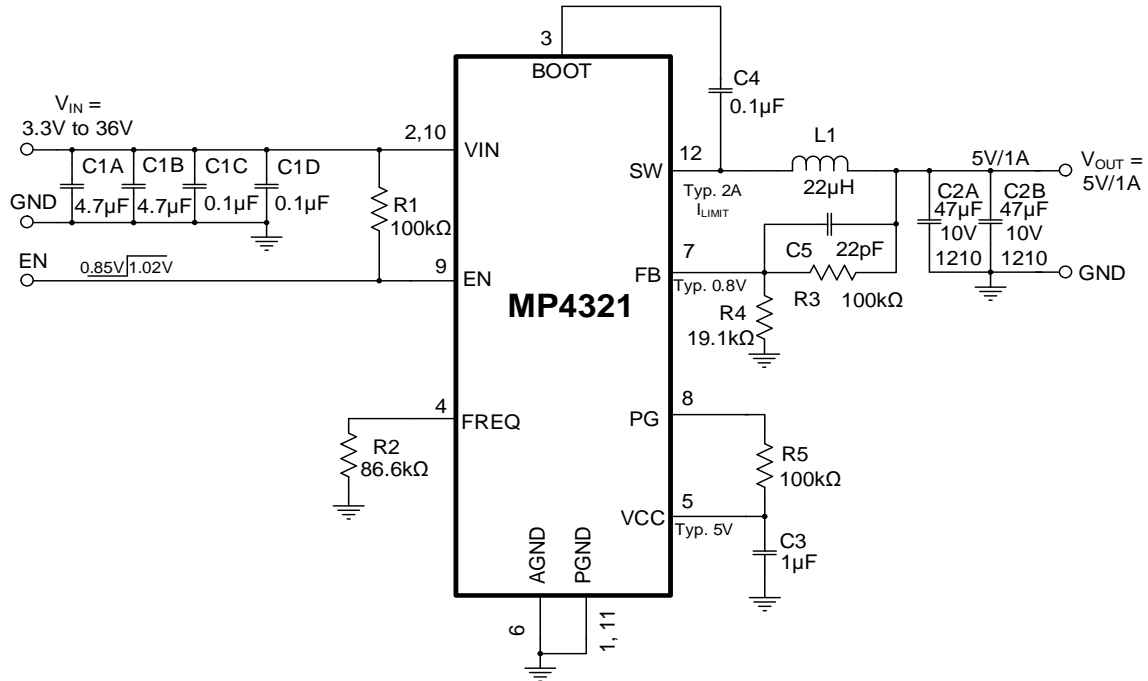 3
BOOT
C4
0.1µF
VIN =
3.3V to 36V
2,10
VIN
C1A
C1B
C1C
C1D
4.7µF
4.7µF
0.1µF
0.1µF
GND
R1
100kΩ
EN
0.85V 1.02V
9
EN
12
SW
Typ. 2A
ILIMIT
L1
22µH
5V/1A
VOUT =
5V/1A
C2A
47µF
10V
1210
C2B
47µF
10V
1210
GND
7
FB
Typ. 0.8V
C5
22pF
R3
100kΩ
R4
19.1kΩ
MP4321
4
FREQ
R2
86.6kΩ
8
PG
R5
100kΩ
5
VCC
Typ. 5V
C3
1µF
AGND
PGND
6
1, 11